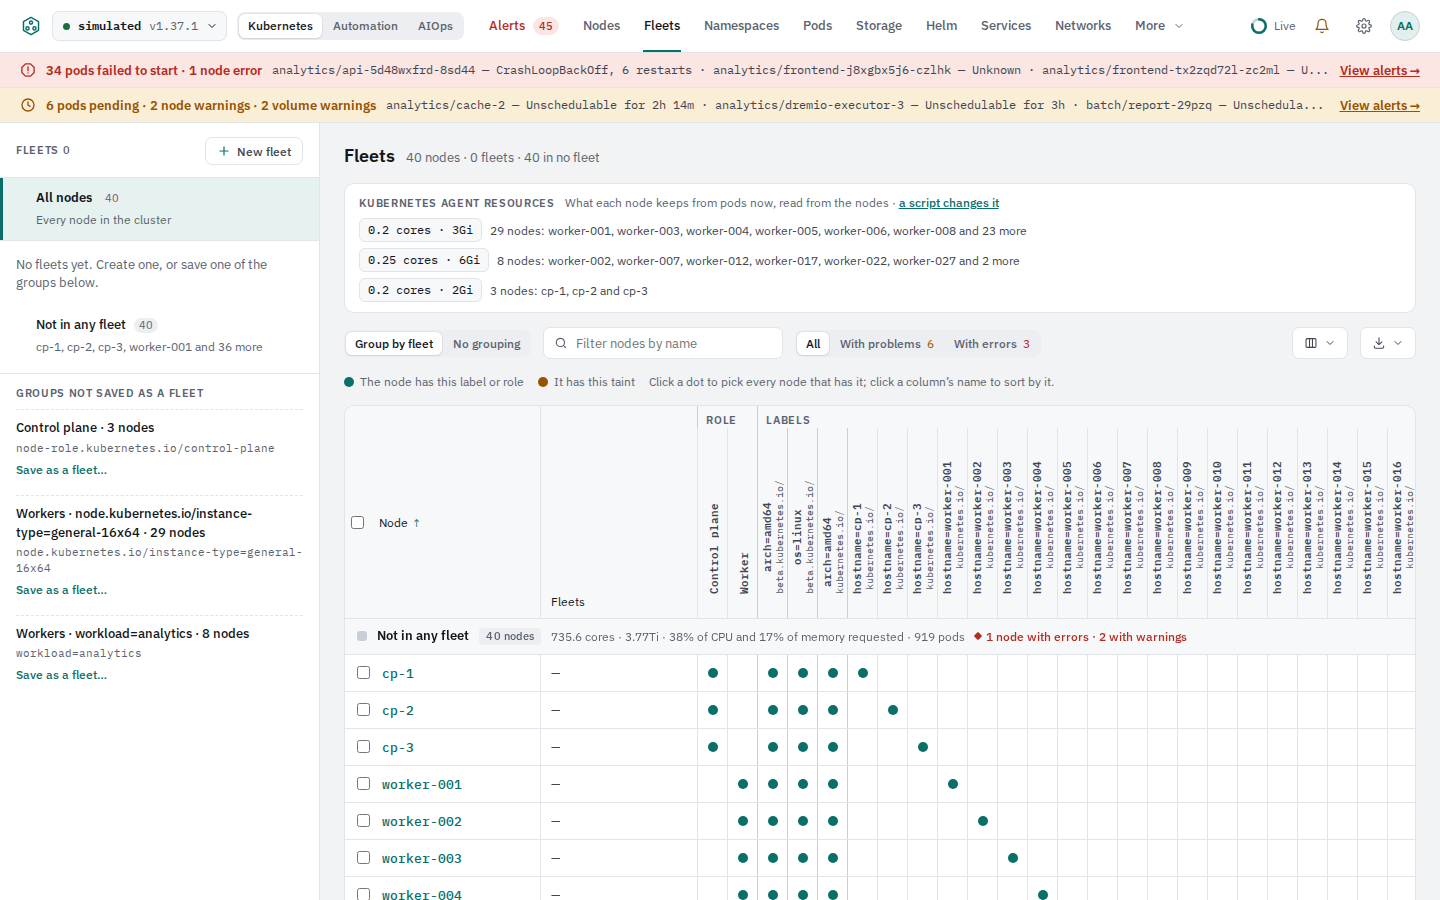 simulated v1.37.1
Kubernetes Automation AIOps
Alerts 45 Nodes Fleets Namespaces Pods Storage Helm Services Networks More
Live
AA
34 pods failed to start · 1 node error analytics/api-5d48wxfrd-8sd44 — CrashLoopBackOff, 6 restarts · analytics/frontend-j8xgbx5j6-czlhk — Unknown · analytics/frontend-tx2zqd72l-zc2ml — U... View alerts →
6 pods pending · 2 node warnings · 2 volume warnings analytics/cache-2 — Unschedulable for 2h 14m · analytics/dremio-executor-3 — Unschedulable for 3h · batch/report-29pzq — Unschedula... View alerts →
FLEETS 0
+ New fleet
All nodes 40
Every node in the cluster
No fleets yet. Create one, or save one of the
groups below.
Not in any fleet 40
cp-1, cp-2, cp-3, worker-001 and 36 more
GROUPS NOT SAVED AS A FLEET
Control plane · 3 nodes
node-role.kubernetes.io/control-plane
Save as a fleet...
Workers · node.kubernetes.io/instance-
type=general-16x64 · 29 nodes
node.kubernetes.io/instance-type=general-
16x64
Save as a fleet...
Workers · workload=analytics · 8 nodes
workload=analytics
Save as a fleet...
Fleets 40 nodes · 0 fleets · 40 in no fleet
KUBERNETES AGENT RESOURCES What each node keeps from pods now, read from the nodes · a script changes it
0.2 cores · 3Gi 29 nodes: worker-001, worker-003, worker-004, worker-005, worker-006, worker-008 and 23 more
0.25 cores · 6Gi 8 nodes: worker-002, worker-007, worker-012, worker-017, worker-022, worker-027 and 2 more
0.2 cores · 2Gi 3 nodes: cp-1, cp-2 and cp-3
Group by fleet No grouping
Filter nodes by name
All With problems 6 With errors 3
The node has this label or role It has this taint Click a dot to pick every node that has it; click a column's name to sort by it.
Node ↑
Fleets
ROLE LABELS
Control plane
Worker
arch=amd64
beta.kubernetes.io/
os=linux
beta.kubernetes.io/
arch=amd64
kubernetes.io/
hostname=cp-1
kubernetes.io/
hostname=cp-2
kubernetes.io/
hostname=cp-3
kubernetes.io/
hostname=worker-001
kubernetes.io/
hostname=worker-002
kubernetes.io/
hostname=worker-003
kubernetes.io/
hostname=worker-004
kubernetes.io/
hostname=worker-005
kubernetes.io/
hostname=worker-006
kubernetes.io/
hostname=worker-007
kubernetes.io/
hostname=worker-008
kubernetes.io/
hostname=worker-009
kubernetes.io/
hostname=worker-010
kubernetes.io/
hostname=worker-011
kubernetes.io/
hostname=worker-012
kubernetes.io/
hostname=worker-013
kubernetes.io/
hostname=worker-014
kubernetes.io/
hostname=worker-015
kubernetes.io/
hostname=worker-016
kubernetes.io/
Not in any fleet 40 nodes 735.6 cores · 3.77Ti · 38% of CPU and 17% of memory requested · 919 pods ◆ 1 node with errors · 2 with warnings
cp-1 —
cp-2 —
cp-3 —
worker-001 —
worker-002 —
worker-003 —
worker-004 —